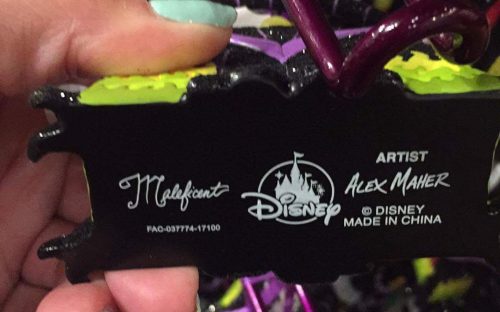 Maleficent
FAC-037774-17100
Disney
ARTIST
ALEX MAHER
© DISNEY
MADE IN CHINA